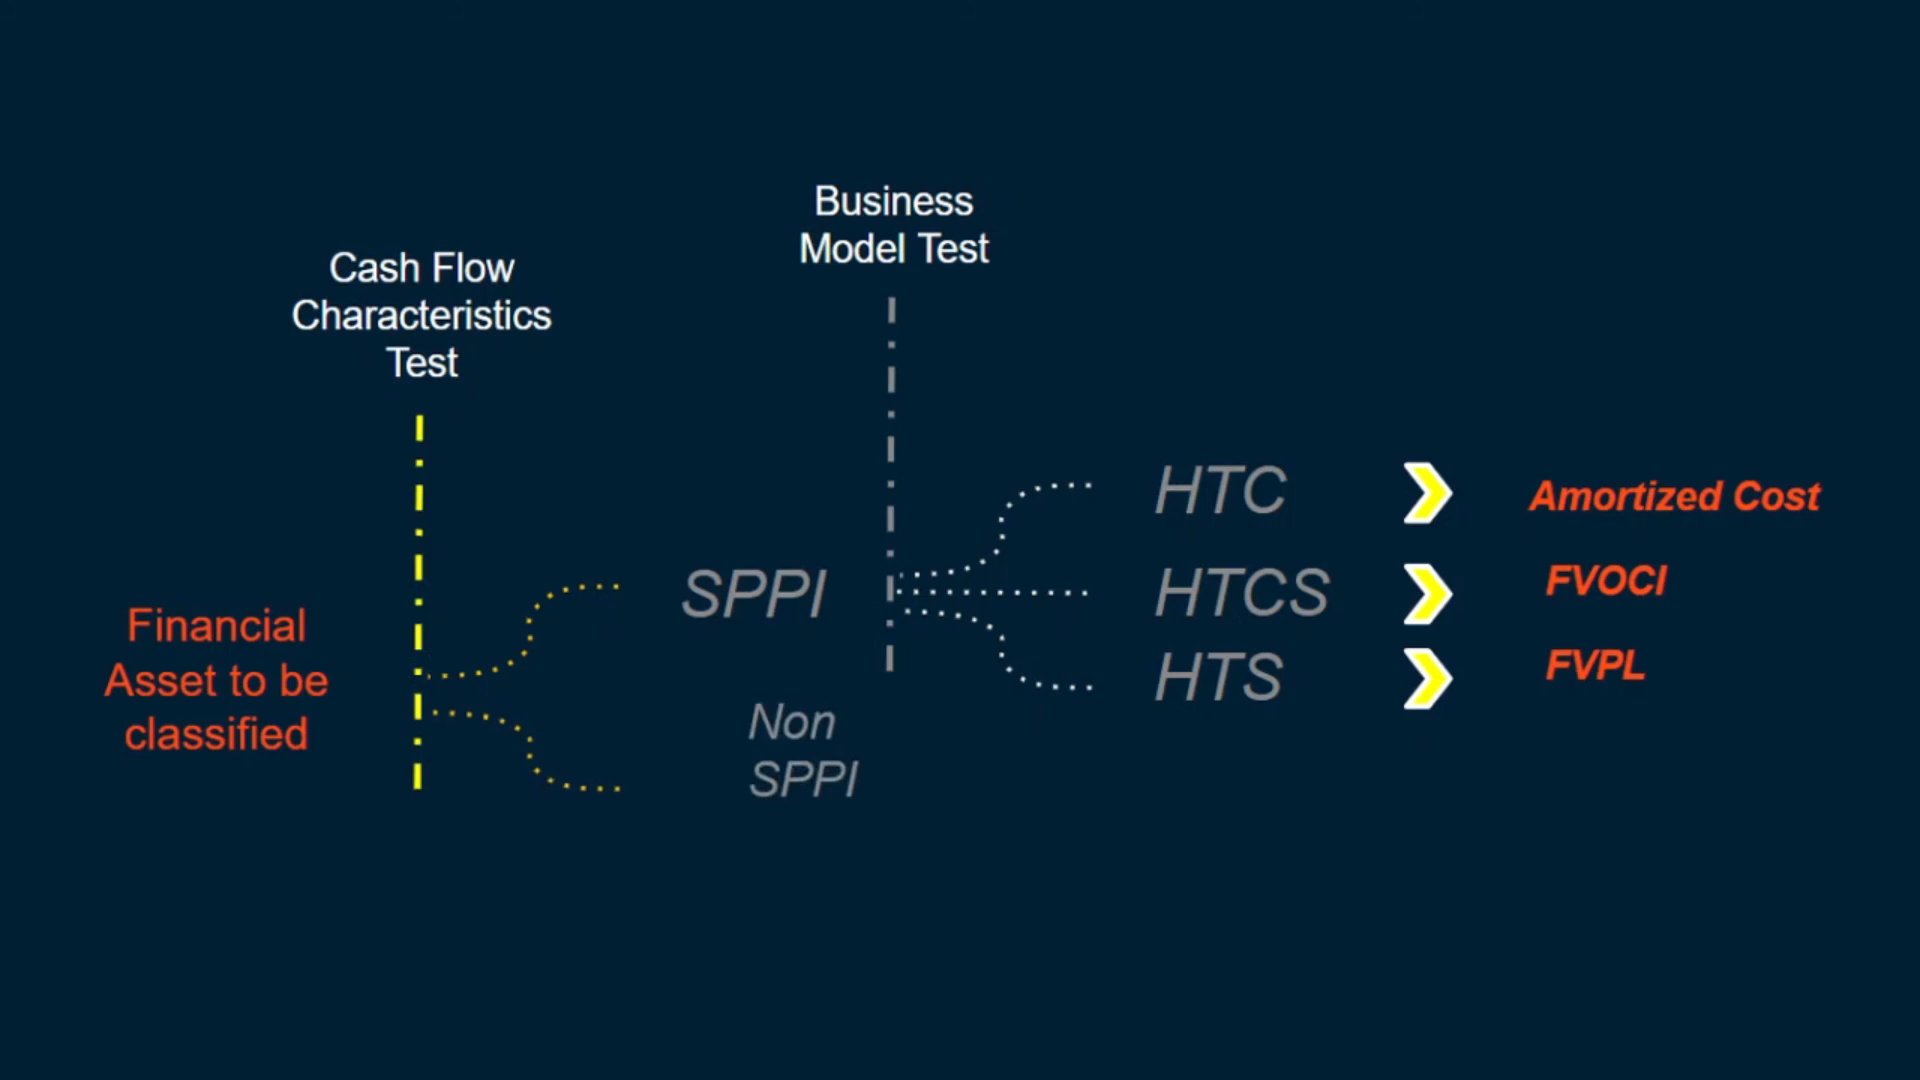 Business
Model Test
Cash Flow
Characteristics
Test
Financial
Asset to be
classified
SPPI
Non
SPPI
HTC
Amortized Cost
HTCS
FVOCI
HTS
FVPL